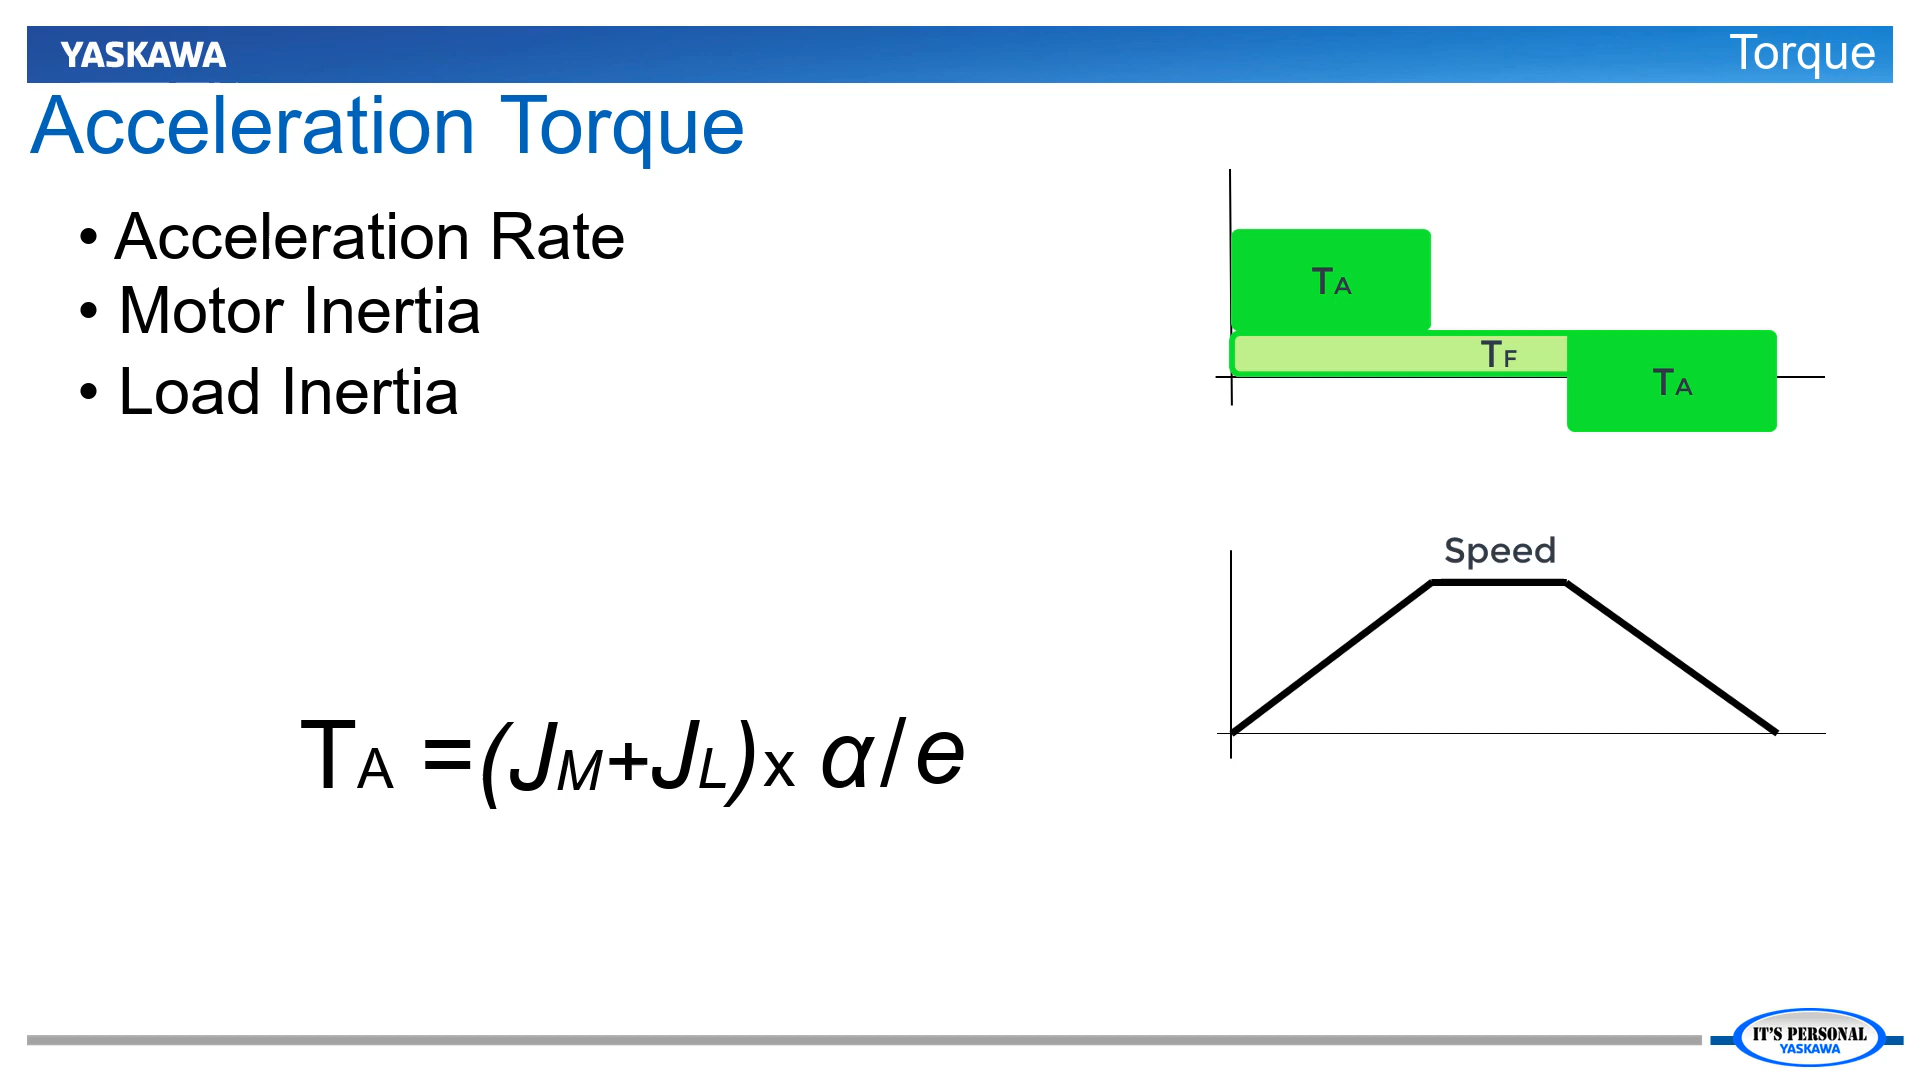 YASKAWA
Torque
Acceleration Torque
• Acceleration Rate
• Motor Inertia
• Load Inertia
TA
TF
TA
Speed
TA =(JM+JL)x α/e
IT'S PERSONAL
YASKAWA